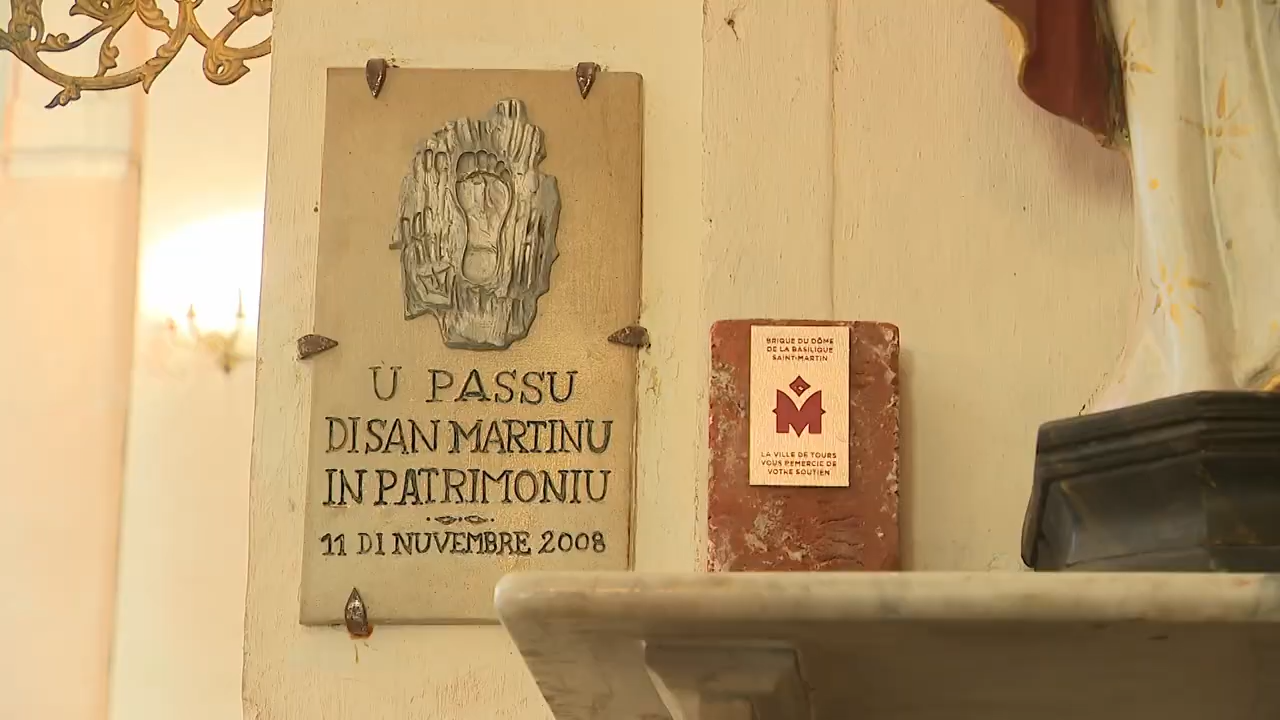 U PASSU
DI SAN MARTINU
IN PATRIMONIU
11 DI NUVEMBRE 2008
BRIQUE DU DÔME
DE LA BASILIQUE
SAINT-MARTIN
M
LA VILLE DE TOURS
VOUS REMERCIE DE
VOTRE SOUTIEN